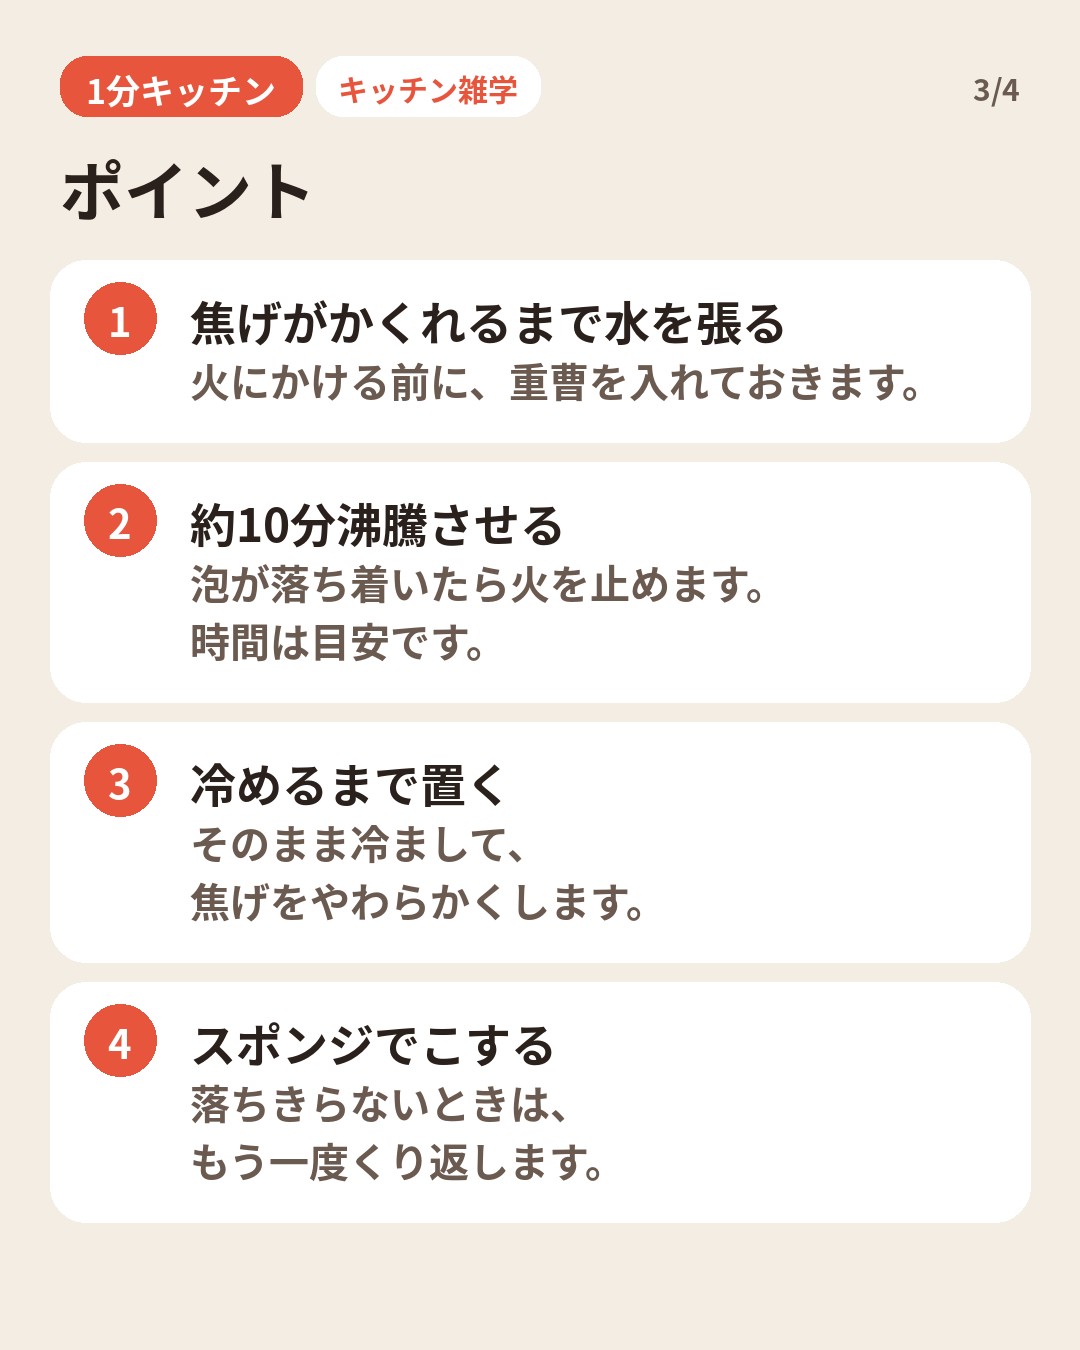 1分キッチン キッチン雑学 3/4
ポイント
1 焦げがかくれるまで水を張る
火にかける前に、重曹を入れておきます。
2 約10分沸騰させる
泡が落ち着いたら火を止めます。
時間は目安です。
3 冷めるまで置く
そのまま冷まして、
焦げをやわらかくします。
4 スポンジでこする
落ちきらないときは、
もう一度くり返します。